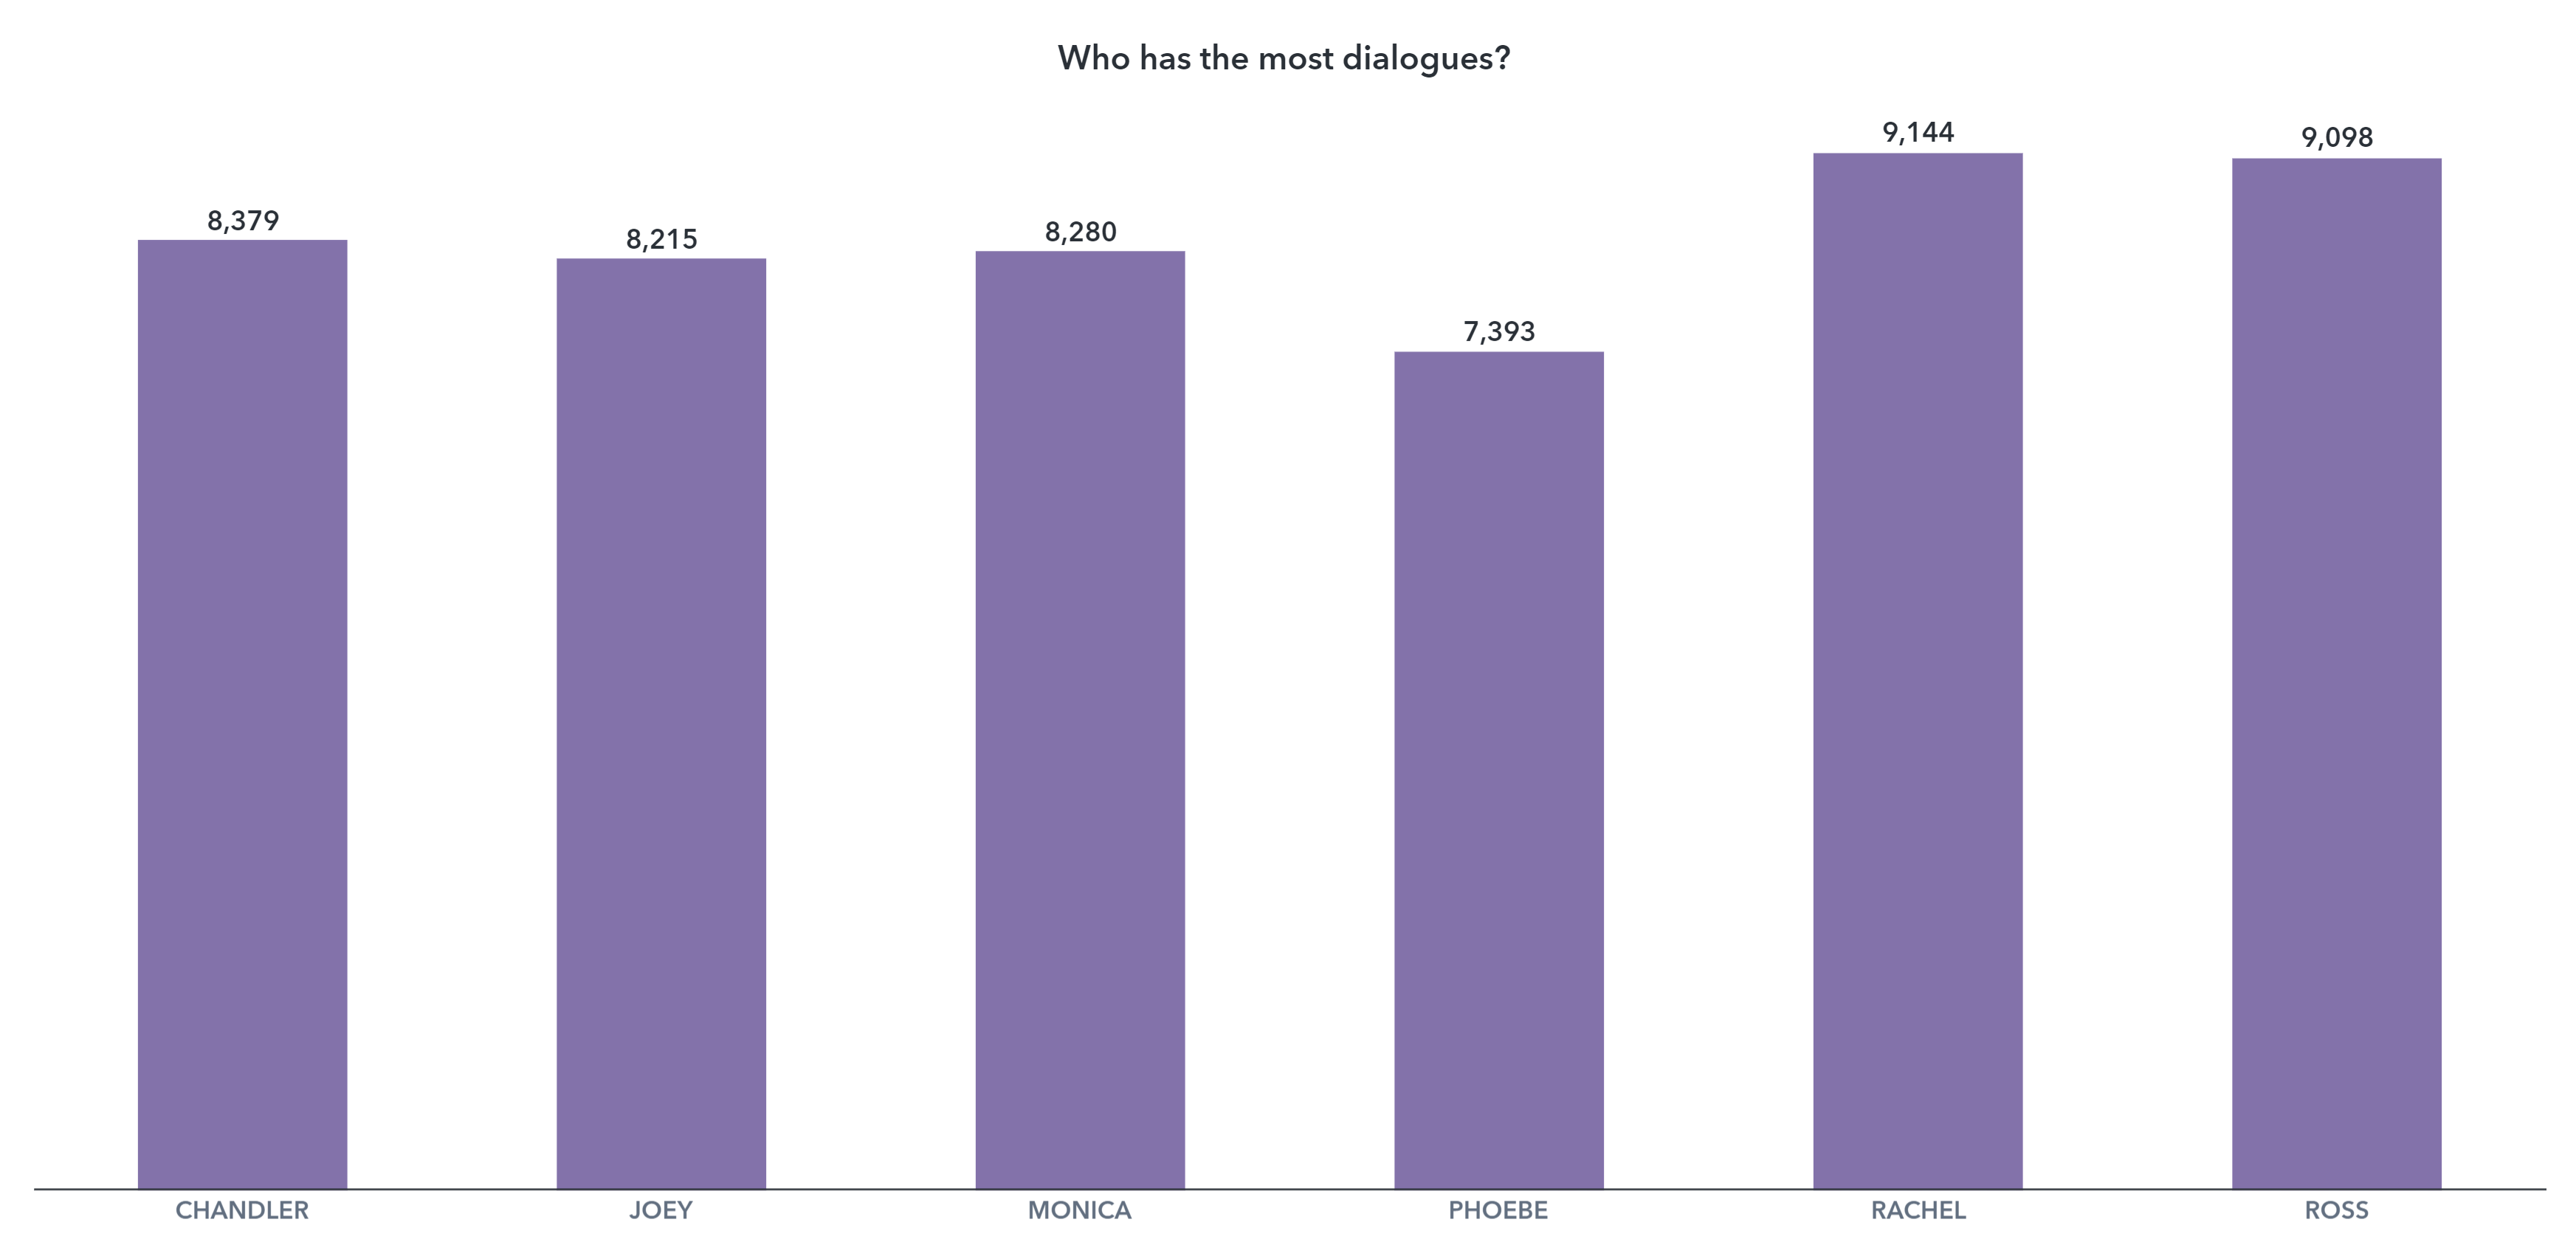 Who has the most dialogues?
8,379
8,215
8,280
7,393
9,144
9,098
CHANDLER
JOEY
MONICA
PHOEBE
RACHEL
ROSS